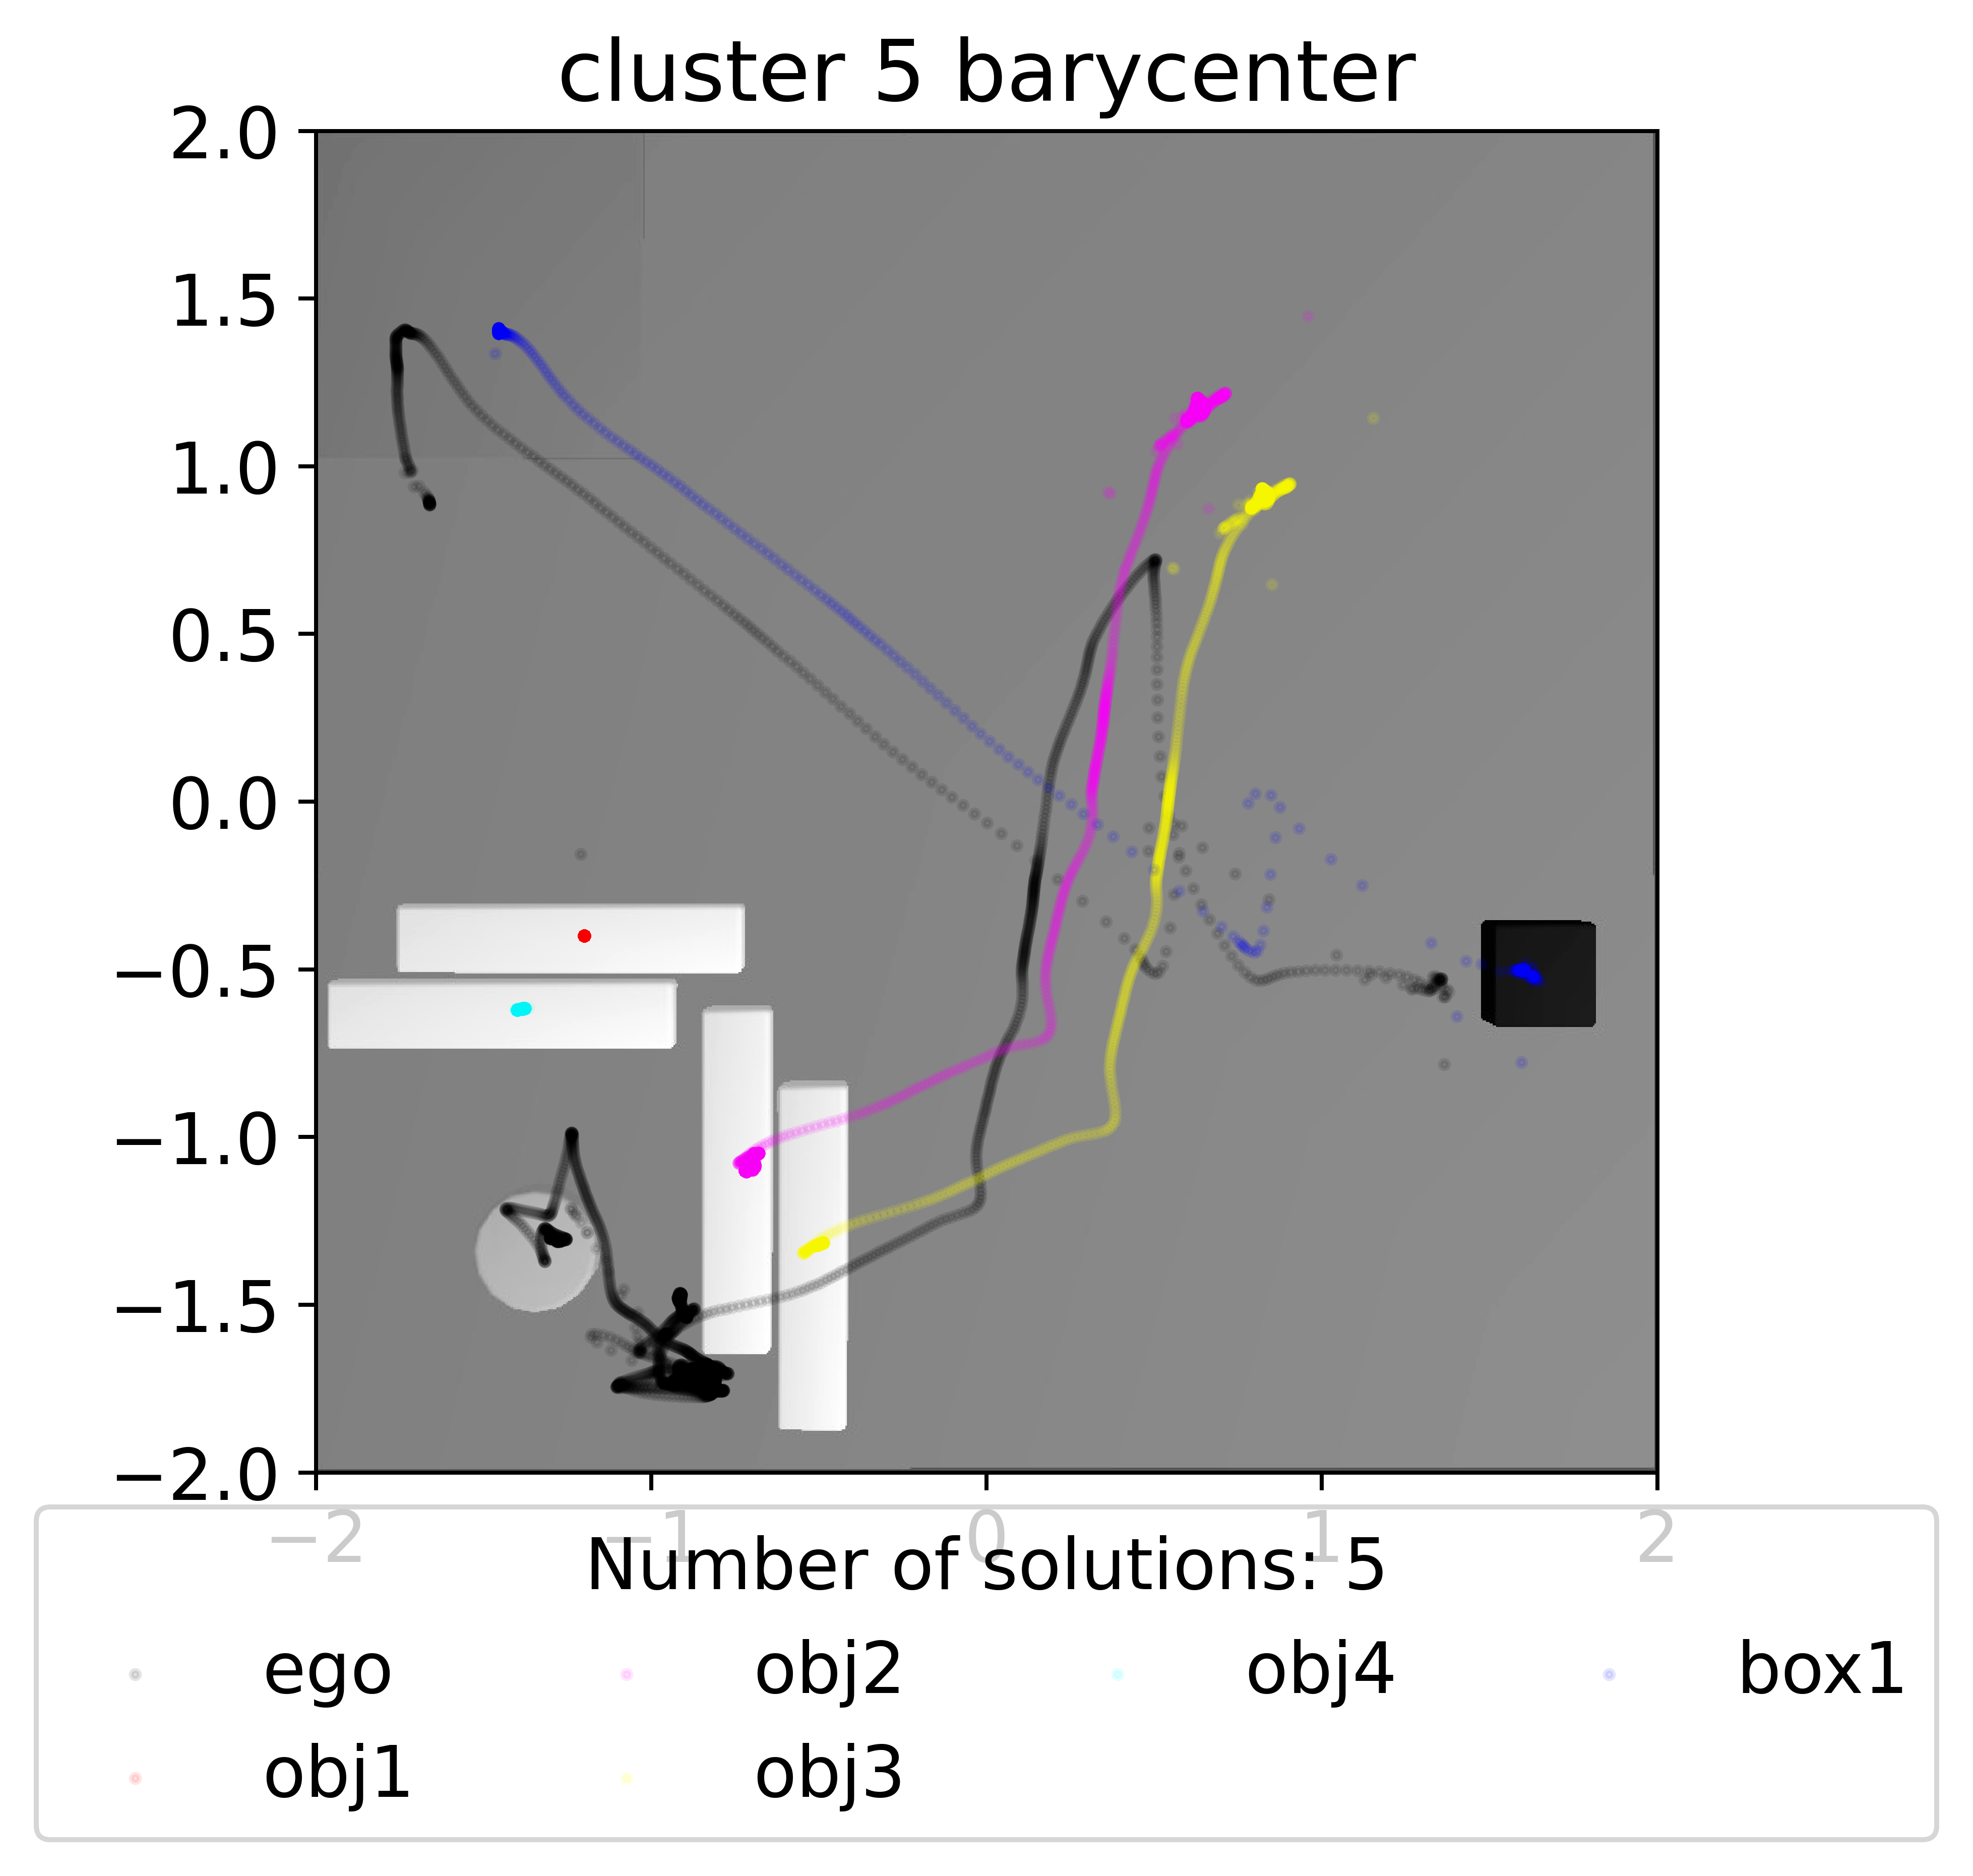 cluster 5 barycenter
2.0
1.5
1.0
0.5
0.0
−0.5
−1.0
−1.5
−2.0
−2 −1 0 1 2
Number of solutions: 5
ego obj2 obj4 box1
obj1 obj3